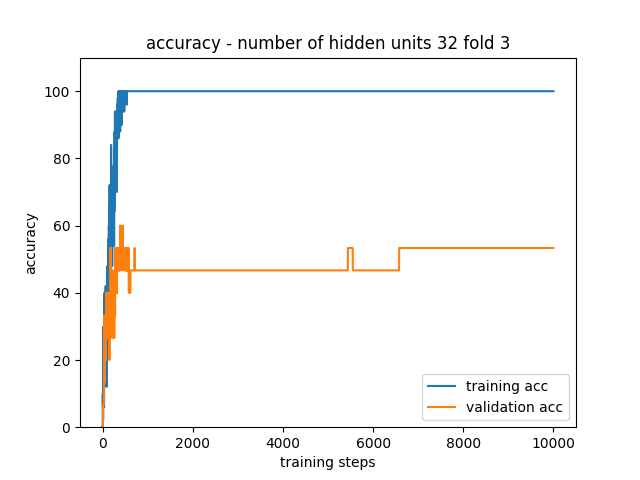 accuracy - number of hidden units 32 fold 3
100
80
60
40
20
0
accuracy
0
2000
4000
6000
8000
10000
training steps
training acc
validation acc